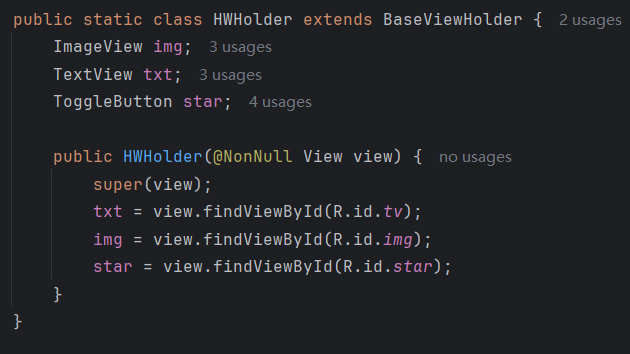 public static class HWHolder extends BaseViewHolder {  2 usages
    ImageView img;  3 usages
    TextView txt;  3 usages
    ToggleButton star;  4 usages
    public HWHolder(@NonNull View view) {  no usages
        super(view);
        txt = view.findViewById(R.id.tv);
        img = view.findViewById(R.id.img);
        star = view.findViewById(R.id.star);
    }
}